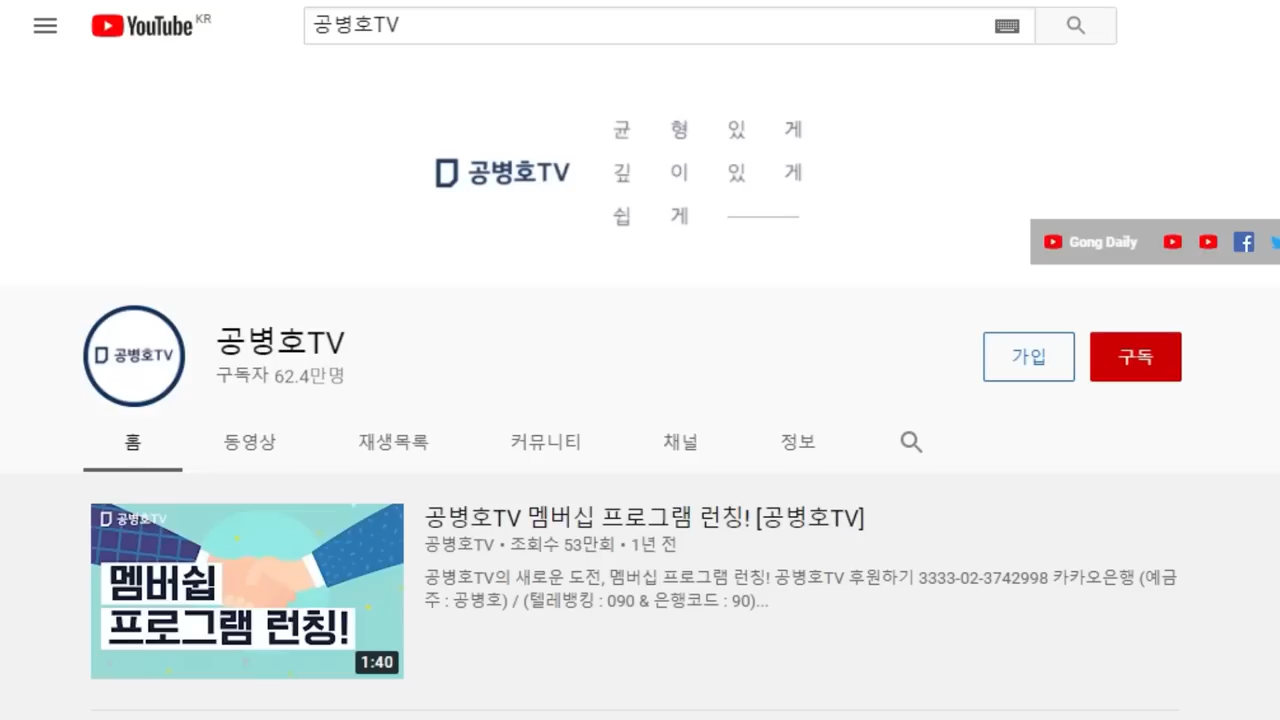 YouTube KR
공병호TV
균 형 있 게
공병호TV
깊 이 있 게
쉽 게
Gong Daily
공병호TV
공병호TV
구독자 62.4만명
가입
구독
홈
동영상
재생목록
커뮤니티
채널
정보
공병호TV
멤버쉽
프로그램 런칭!
1:40
공병호TV 멤버십 프로그램 런칭! [공병호TV]
공병호TV • 조회수 53만회 • 1년 전
공병호TV의 새로운 도전, 멤버십 프로그램 런칭! 공병호TV 후원하기 3333-02-3742998 카카오은행 (예금
주 : 공병호) / (텔레뱅킹 : 090 & 은행코드 : 90)...